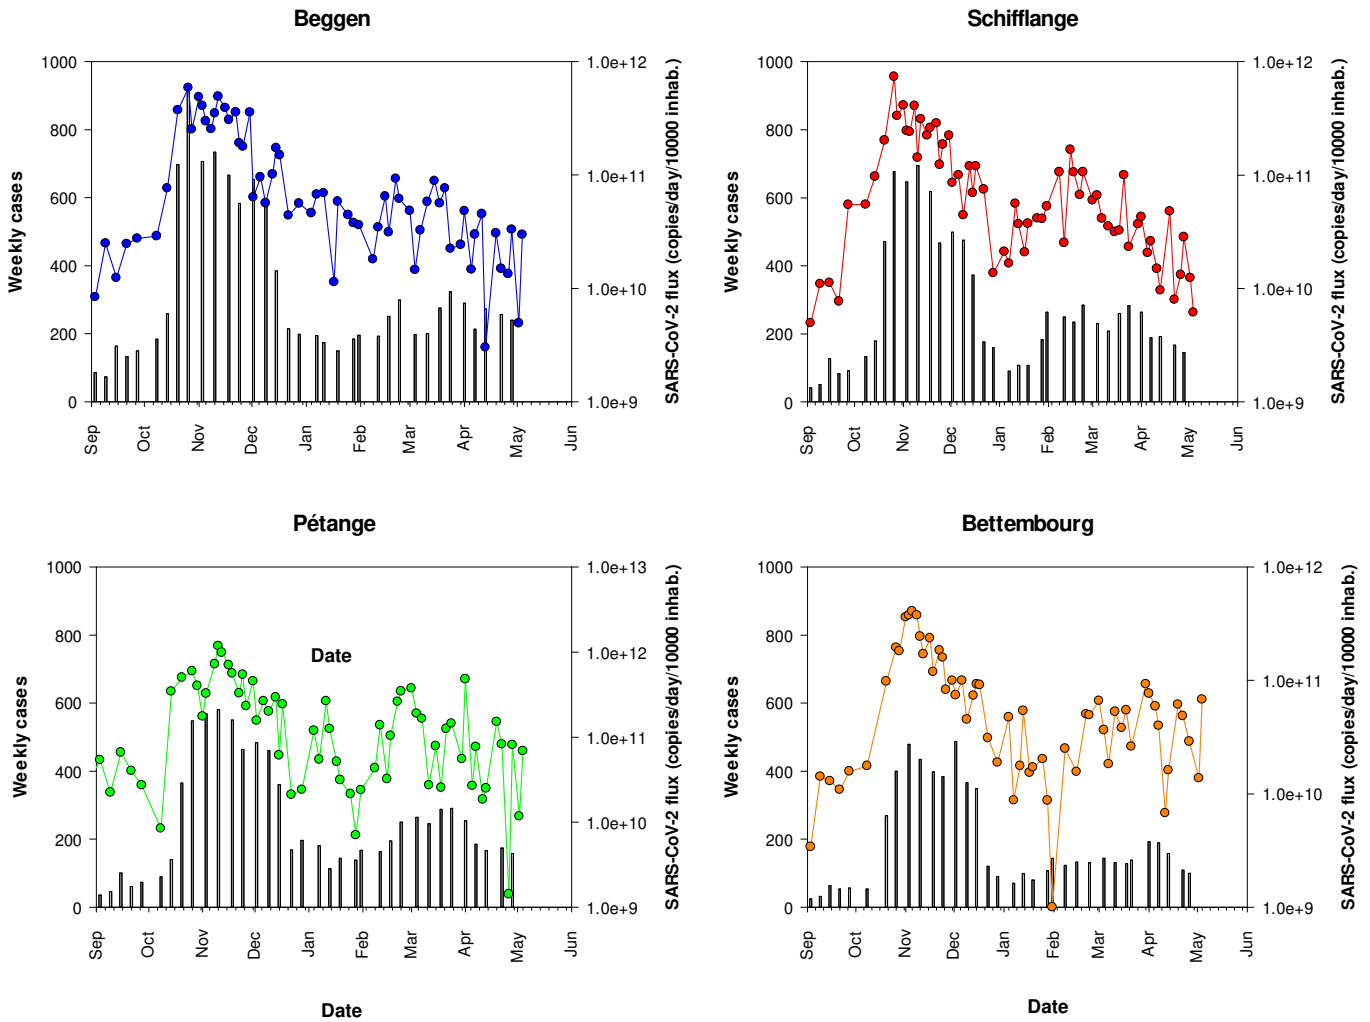 Beggen
Schifflange
1000
800
600
400
200
0
Weekly cases
1.0e+12
1.0e+11
1.0e+10
1.0e+9
SARS-CoV-2 flux (copies/day/10000 inhab.)
Sep
Oct
Nov
Dec
Jan
Feb
Mar
Apr
May
Jun
1000
800
600
400
200
0
Weekly cases
1.0e+12
1.0e+11
1.0e+10
1.0e+9
SARS-CoV-2 flux (copies/day/10000 inhab.)
Sep
Oct
Nov
Dec
Jan
Feb
Mar
Apr
May
Jun
Pétange
Bettembourg
1000
800
600
400
200
0
Weekly cases
Date
1.0e+13
1.0e+12
1.0e+11
1.0e+10
1.0e+9
SARS-CoV-2 flux (copies/day/10000 inhab.)
Sep
Oct
Nov
Dec
Jan
Feb
Mar
Apr
May
Jun
Date
1000
800
600
400
200
0
Weekly cases
1.0e+12
1.0e+11
1.0e+10
1.0e+9
SARS-CoV-2 flux (copies/day/10000 inhab.)
Sep
Oct
Nov
Dec
Jan
Feb
Mar
Apr
May
Jun
Date